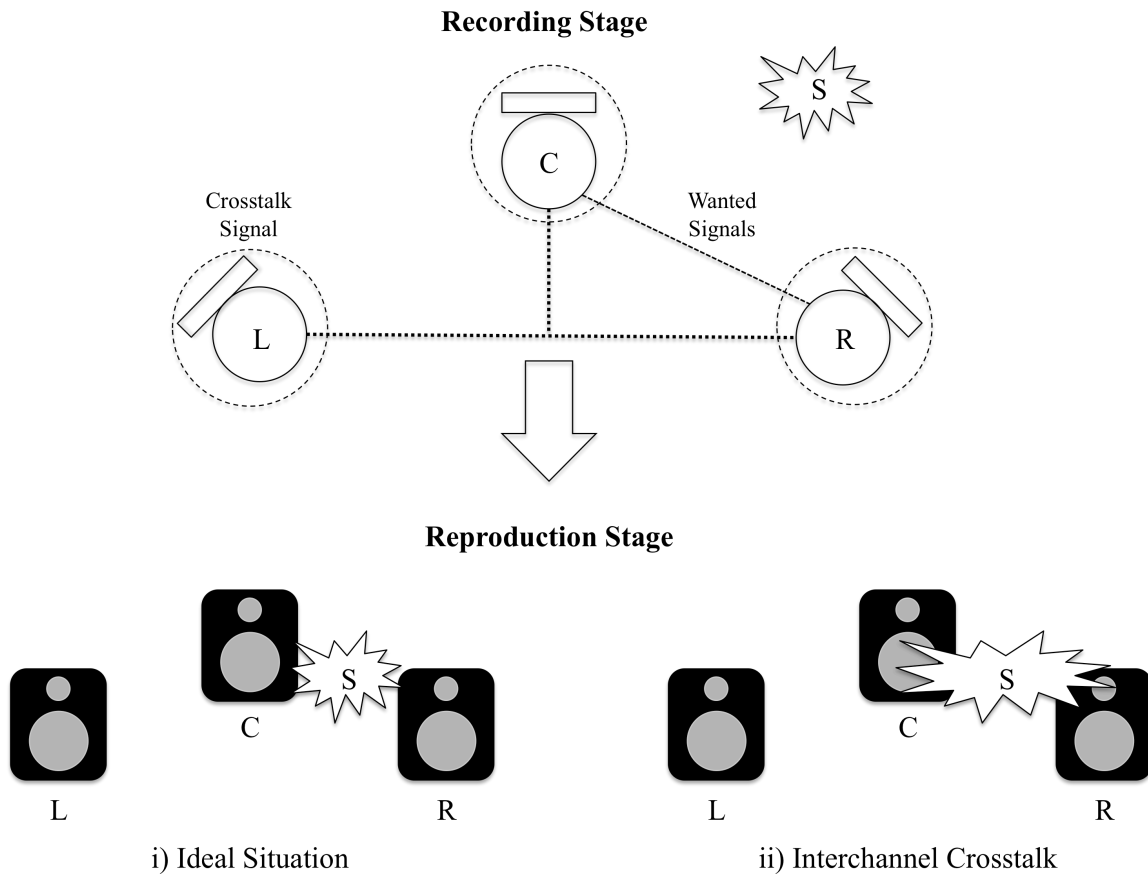 Recording Stage
S
C
Crosstalk
Signal
Wanted
Signals
L
R
Reproduction Stage
S
S
C
C
L
R
L
R
i) Ideal Situation
ii) Interchannel Crosstalk